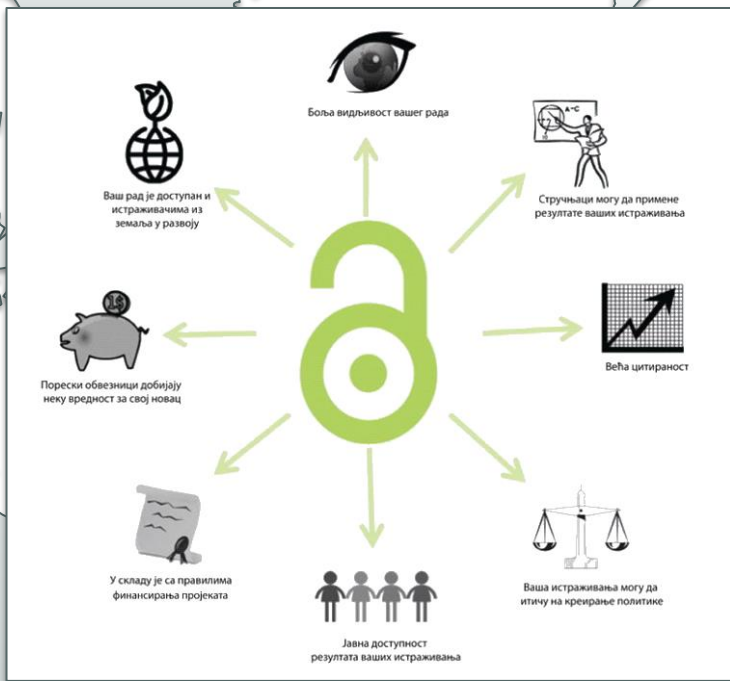 Боља видљивост вашег рада
A-C
Стручњаци могу да примене
резултате ваших истраживања
Ваш рад је доступан и
истраживачима из
земаља у развоју
1$
Већа цитираност
Порески обвезници добијају
неку вредност за свој новац
Ваша истраживања могу да
итичу на креирање политике
У складу је са правилима
финансирања пројеката
Јавна доступност
резултата ваших истраживања